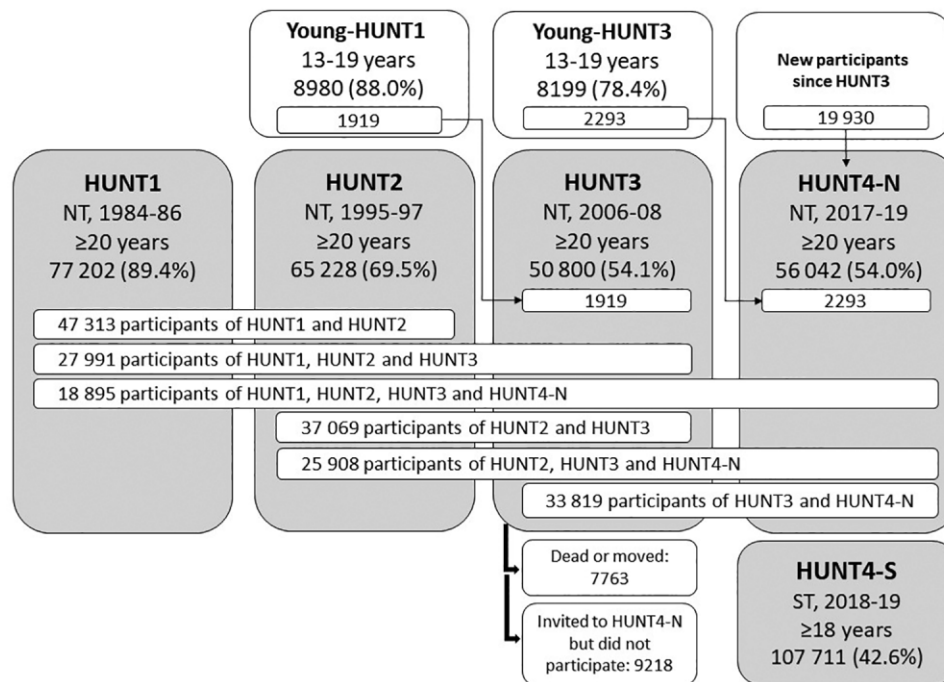 Young-HUNT1
13-19 years
8980 (88.0%)
1919
Young-HUNT3
13-19 years
8199 (78.4%)
2293
New participants
since HUNT3
19 930
HUNT1
NT, 1984-86
≥20 years
77 202 (89.4%)
HUNT2
NT, 1995-97
≥20 years
65 228 (69.5%)
HUNT3
NT, 2006-08
≥20 years
50 800 (54.1%)
1919
HUNT4-N
NT, 2017-19
≥20 years
56 042 (54.0%)
2293
47 313 participants of HUNT1 and HUNT2
27 991 participants of HUNT1, HUNT2 and HUNT3
18 895 participants of HUNT1, HUNT2, HUNT3 and HUNT4-N
37 069 participants of HUNT2 and HUNT3
25 908 participants of HUNT2, HUNT3 and HUNT4-N
33 819 participants of HUNT3 and HUNT4-N
Dead or moved:
7763
Invited to HUNT4-N
but did not
participate: 9218
HUNT4-S
ST, 2018-19
≥18 years
107 711 (42.6%)